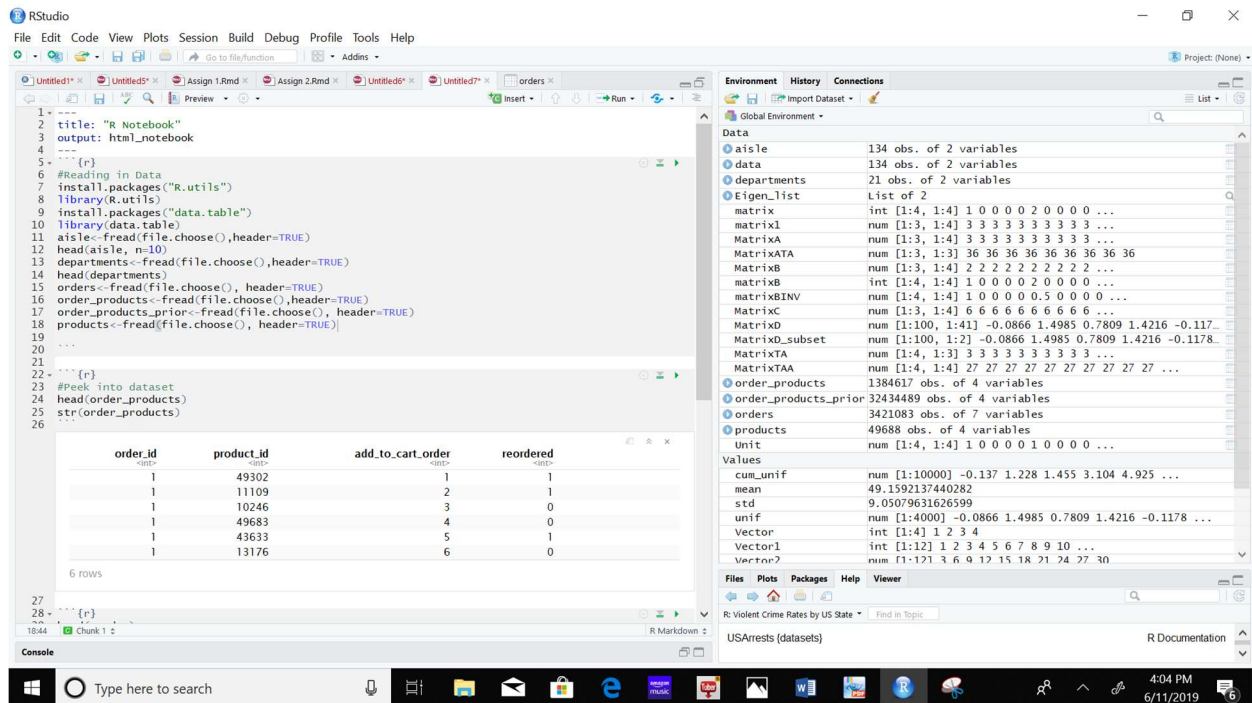 RStudio
File Edit Code View Plots Session Build Debug Profile Tools Help
Go to file/function Addins Project: (None)
Untitled1* Untitled5* Assign 1.Rmd Assign 2.Rmd Untitled6* Untitled7* orders
Preview Insert Run
1 ---
2 title: "R Notebook"
3 output: html_notebook
4 ---
5 ```{r}
6 #Reading in Data
7 install.packages("R.utils")
8 library(R.utils)
9 install.packages("data.table")
10 library(data.table)
11 aisle<-fread(file.choose(),header=TRUE)
12 head(aisle, n=10)
13 departments<-fread(file.choose(),header=TRUE)
14 head(departments)
15 orders<-fread(file.choose(), header=TRUE)
16 order_products<-fread(file.choose(),header=TRUE)
17 order_products_prior<-fread(file.choose(), header=TRUE)
18 products<-fread(file.choose(), header=TRUE)
19
20 ```
21
22 ```{r}
23 #Peek into dataset
24 head(order_products)
25 str(order_products)
26 ```
order_id product_id add_to_cart_order reordered
<int> <int> <int> <int>
1 49302 1 1
1 11109 2 1
1 10246 3 0
1 49683 4 0
1 43633 5 1
1 13176 6 0
6 rows
27
28 ```{r}
18:44 Chunk 1 R Markdown
Console
Environment History Connections
Import Dataset List
Global Environment
Data
aisle 134 obs. of 2 variables
data 134 obs. of 2 variables
departments 21 obs. of 2 variables
Eigen_list List of 2
matrix int [1:4, 1:4] 1 0 0 0 0 2 0 0 0 0 ...
matrix1 num [1:3, 1:4] 3 3 3 3 3 3 3 3 3 3 ...
MatrixA num [1:3, 1:4] 3 3 3 3 3 3 3 3 3 3 ...
MatrixATA num [1:3, 1:3] 36 36 36 36 36 36 36 36 36
MatrixB num [1:3, 1:4] 2 2 2 2 2 2 2 2 2 2 ...
matrixB int [1:4, 1:4] 1 0 0 0 0 2 0 0 0 0 ...
matrixBINV num [1:4, 1:4] 1 0 0 0 0 0.5 0 0 0 0 ...
MatrixC num [1:3, 1:4] 6 6 6 6 6 6 6 6 6 6 ...
MatrixD num [1:100, 1:41] -0.0866 1.4985 0.7809 1.4216 -0.117...
MatrixD_subset num [1:100, 1:2] -0.0866 1.4985 0.7809 1.4216 -0.1178...
MatrixTA num [1:4, 1:3] 3 3 3 3 3 3 3 3 3 3 ...
MatrixTAA num [1:4, 1:4] 27 27 27 27 27 27 27 27 27 27 ...
order_products 1384617 obs. of 4 variables
order_products_prior 32434489 obs. of 4 variables
orders 3421083 obs. of 7 variables
products 49688 obs. of 4 variables
Unit num [1:4, 1:4] 1 0 0 0 0 1 0 0 0 0 ...
Values
cum_unif num [1:10000] -0.137 1.228 1.455 3.104 4.925 ...
mean 49.1592137440282
std 9.05079631626599
unif num [1:4000] -0.0866 1.4985 0.7809 1.4216 -0.1178 ...
Vector int [1:4] 1 2 3 4
Vector1 int [1:12] 1 2 3 4 5 6 7 8 9 10 ...
Vector2 num [1:12] 3 6 9 12 15 18 21 24 27 30
Files Plots Packages Help Viewer
R: Violent Crime Rates by US State Find in Topic
USArrests {datasets} R Documentation
Type here to search
amazon music
Tuber
4:04 PM
6/11/2019
6